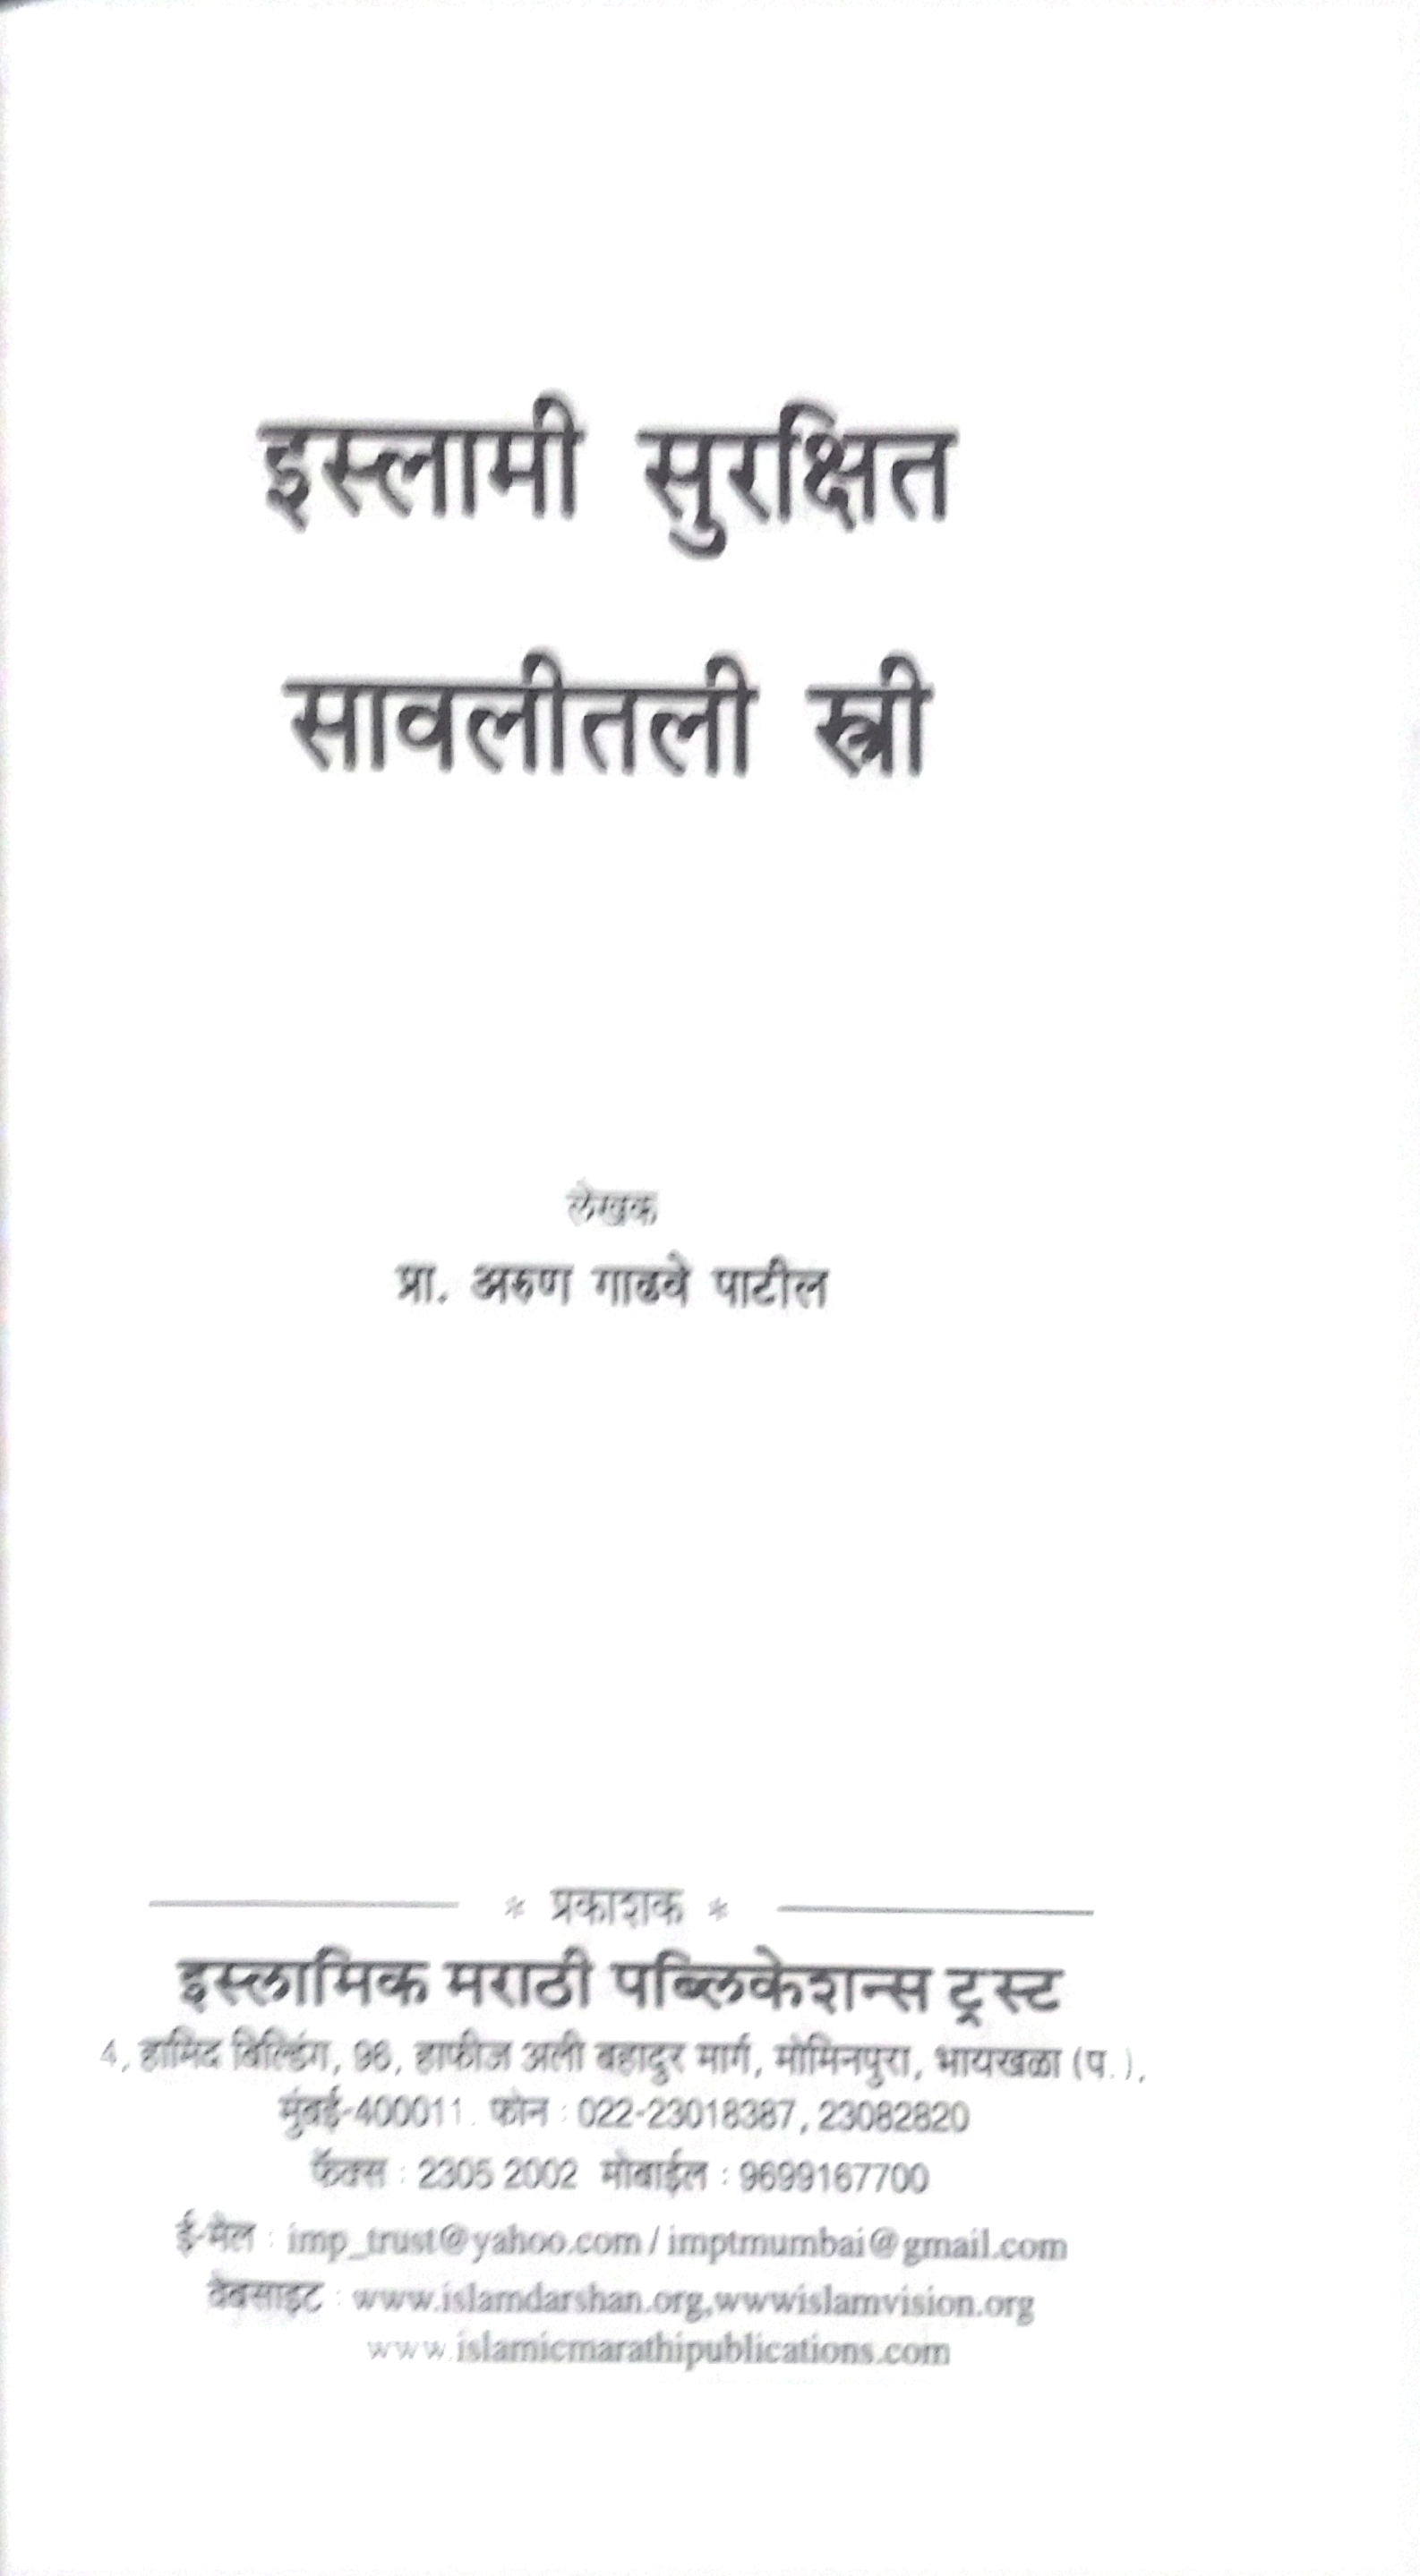 इस्लामी सुरक्षित
सावलीतली स्त्री
लेखक
प्रा. अरुण गाढवे पाटील
* प्रकाशक *
इस्लामिक मराठी पब्लिकेशन्स ट्रस्ट
4, हामिद बिल्डिंग, 96, हाफीज अली बहादुर मार्ग, मोमिनपुरा, भायखळा (प.),
मुंबई-400011. फोन : 022-23018387, 23082820
फॅक्स : 2305 2002 मोबाईल : 9699167700
ई-मेल : imp_trust@yahoo.com / imptmumbai@gmail.com
वेबसाइट : www.islamdarshan.org,wwwislamvision.org
www.islamicmarathipublications.com